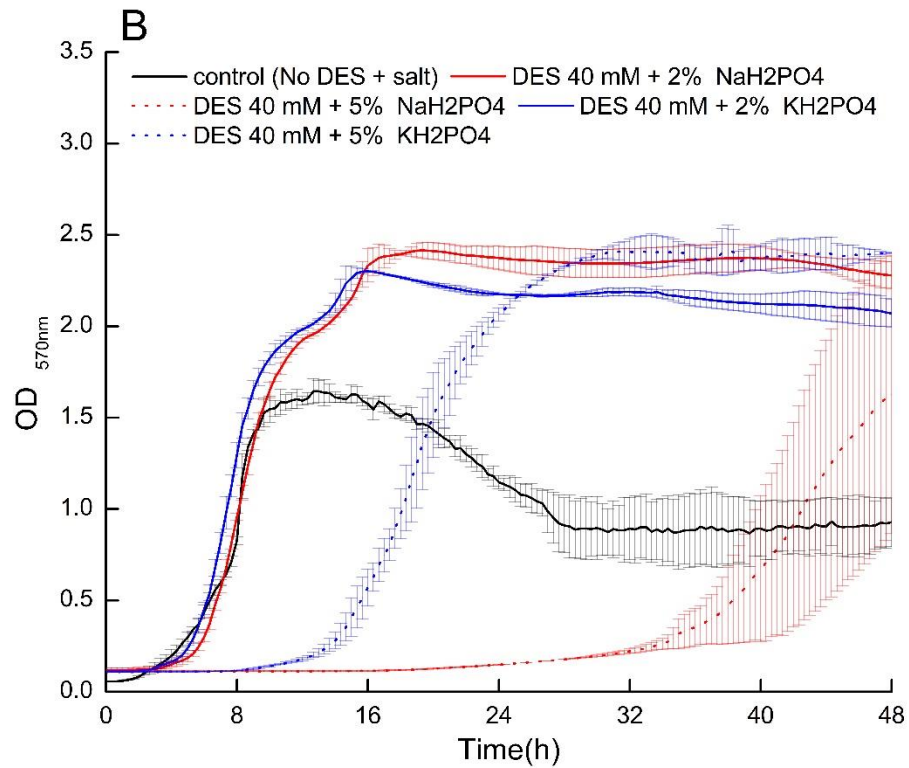 B
3.5
control (No DES + salt) DES 40 mM + 2% NaH2PO4
DES 40 mM + 5% NaH2PO4 DES 40 mM + 2% KH2PO4
DES 40 mM + 5% KH2PO4
3.0
2.5
2.0
1.5
1.0
0.5
0.0
OD 570nm
0 8 16 24 32 40 48
Time(h)